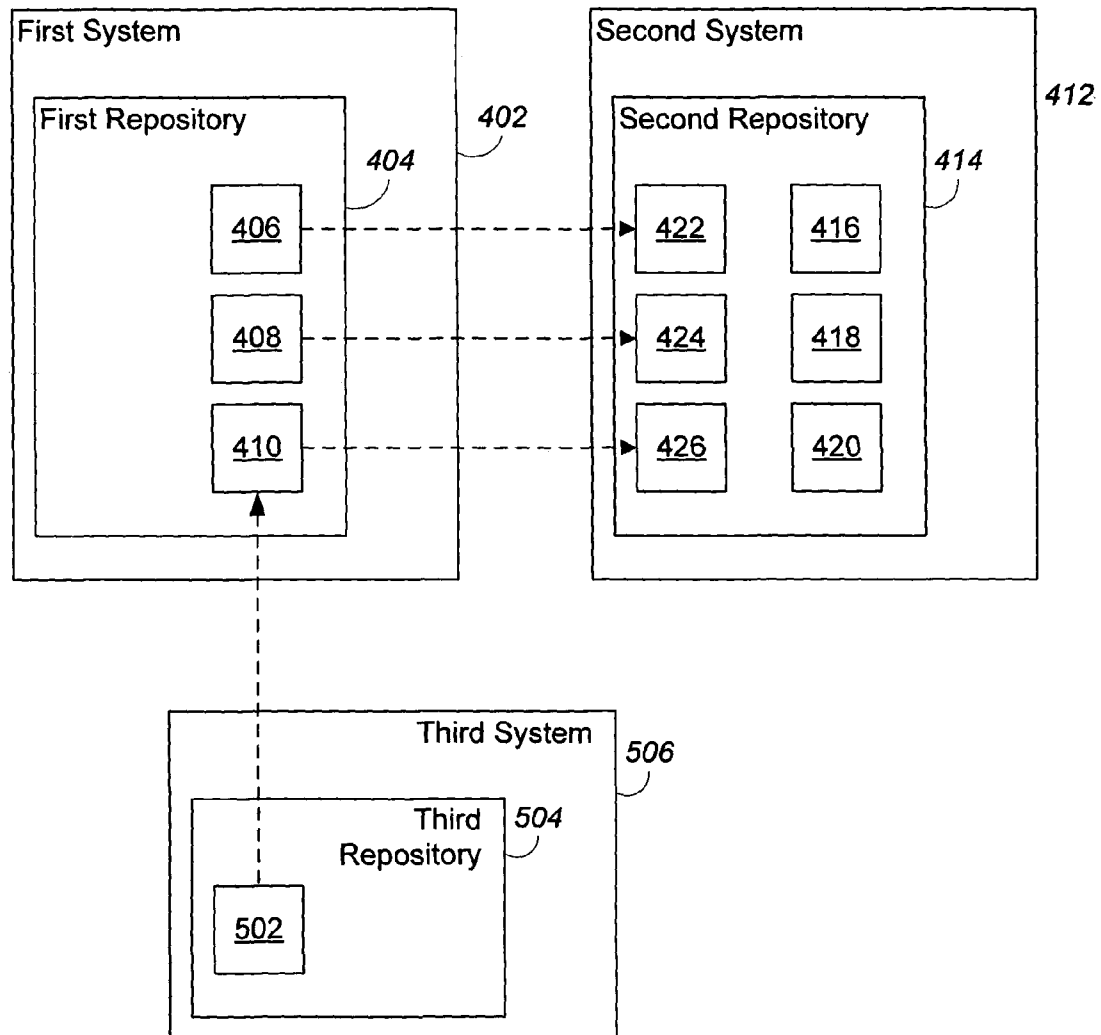 First System
First Repository
402
404
406
408
410
Second System
412
Second Repository
414
422
416
424
418
426
420
Third System
506
Third
Repository
504
502